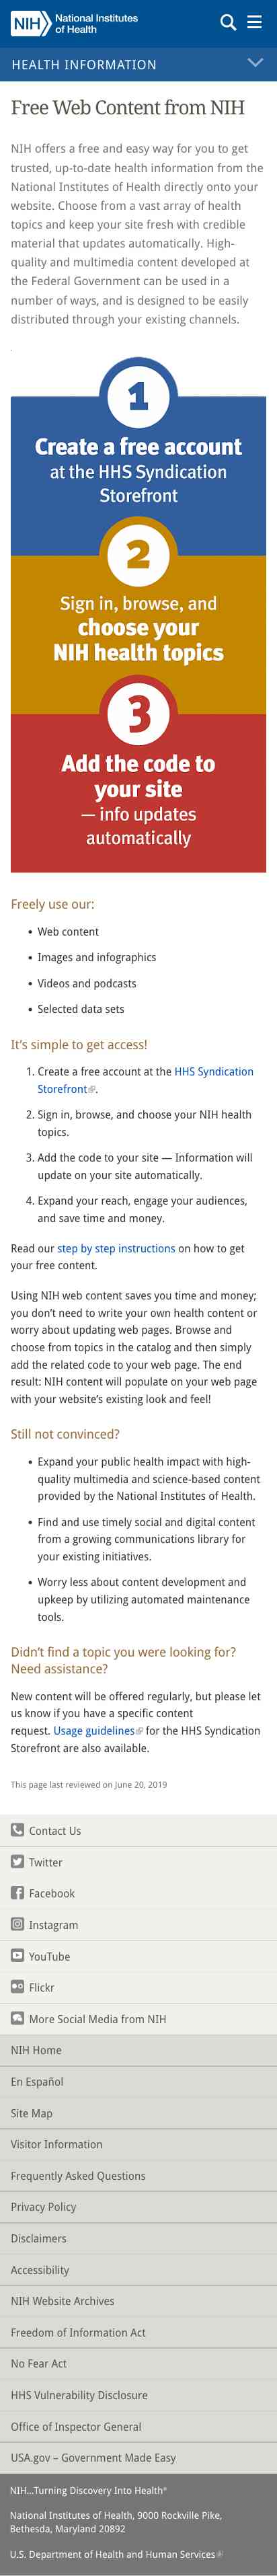 NIH National Institutes
of Health
HEALTH INFORMATION
Free Web Content from NIH
NIH offers a free and easy way for you to get
trusted, up-to-date health information from the
National Institutes of Health directly onto your
website. Choose from a vast array of health
topics and keep your site fresh with credible
material that updates automatically. High-
quality and multimedia content developed at
the Federal Government can be used in a
number of ways, and is designed to be easily
distributed through your existing channels.
1
Create a free account
at the HHS Syndication
Storefront
2
Sign in, browse, and
choose your
NIH health topics
3
Add the code to
your site
— info updates
automatically
Freely use our:
• Web content
• Images and infographics
• Videos and podcasts
• Selected data sets
It's simple to get access!
1. Create a free account at the HHS Syndication
Storefront.
2. Sign in, browse, and choose your NIH health
topics.
3. Add the code to your site — Information will
update on your site automatically.
4. Expand your reach, engage your audiences,
and save time and money.
Read our step by step instructions on how to get
your free content.
Using NIH web content saves you time and money;
you don't need to write your own health content or
worry about updating web pages. Browse and
choose from topics in the catalog and then simply
add the related code to your web page. The end
result: NIH content will populate on your web page
with your website's existing look and feel!
Still not convinced?
• Expand your public health impact with high-
quality multimedia and science-based content
provided by the National Institutes of Health.
• Find and use timely social and digital content
from a growing communications library for
your existing initiatives.
• Worry less about content development and
upkeep by utilizing automated maintenance
tools.
Didn't find a topic you were looking for?
Need assistance?
New content will be offered regularly, but please let
us know if you have a specific content
request. Usage guidelines for the HHS Syndication
Storefront are also available.
This page last reviewed on June 20, 2019
Contact Us
Twitter
Facebook
Instagram
YouTube
Flickr
More Social Media from NIH
NIH Home
En Español
Site Map
Visitor Information
Frequently Asked Questions
Privacy Policy
Disclaimers
Accessibility
NIH Website Archives
Freedom of Information Act
No Fear Act
HHS Vulnerability Disclosure
Office of Inspector General
USA.gov – Government Made Easy
NIH…Turning Discovery Into Health®
National Institutes of Health, 9000 Rockville Pike,
Bethesda, Maryland 20892
U.S. Department of Health and Human Services